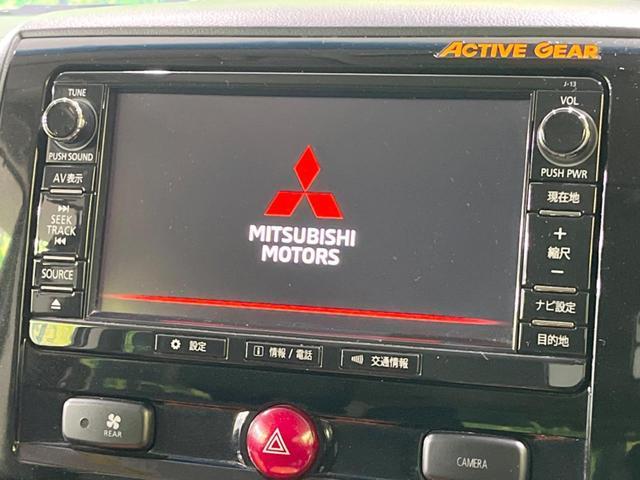 ACTIVE GEAR
J-13
TUNE
PUSH SOUND
AV表示
SEEK
TRACK
SOURCE
MITSUBISHI
MOTORS
VOL
PUSH PWR
現在地
+
縮尺
−
ナビ設定
目的地
設定
i 情報 / 電話
交通情報
REAR
CAMERA